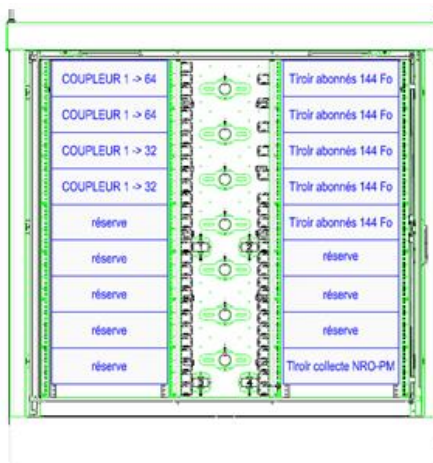 COUPLEUR 1 -> 64
COUPLEUR 1 -> 64
COUPLEUR 1 -> 32
COUPLEUR 1 -> 32
réserve
réserve
réserve
réserve
réserve
Tiroir abonnés 144 Fo
Tiroir abonnés 144 Fo
Tiroir abonnés 144 Fo
Tiroir abonnés 144 Fo
Tiroir abonnés 144 Fo
réserve
réserve
réserve
Tiroir collecte NRO-PM